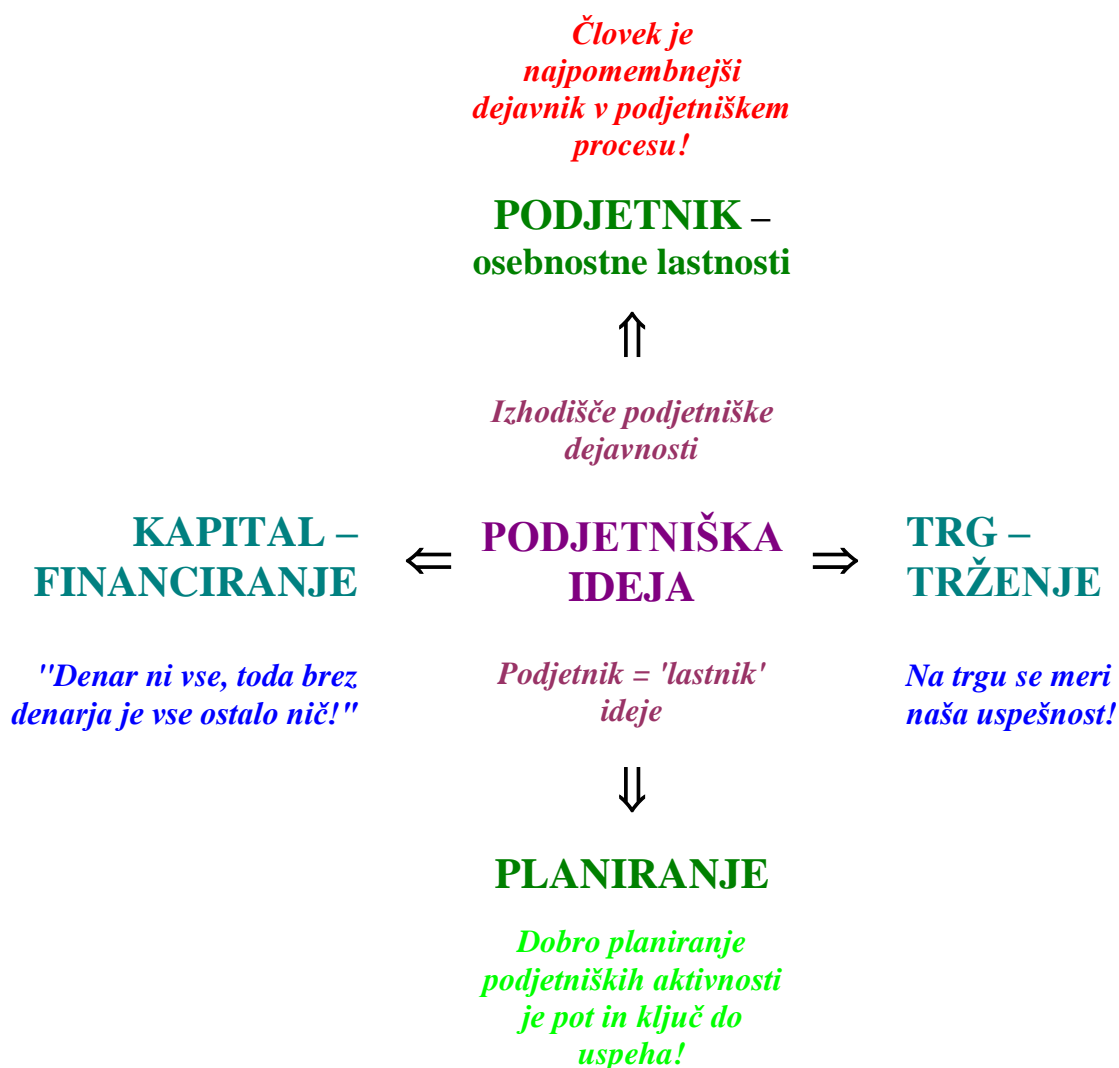 Človek je
najpomembnejši
dejavnik v podjetniškem
procesu!
PODJETNIK –
osebnostne lastnosti
⇑
Izhodišče podjetniške
dejavnosti
KAPITAL –
FINANCIRANJE
⇐
PODJETNIŠKA
IDEJA
⇒
TRG –
TRŽENJE
"Denar ni vse, toda brez
denarja je vse ostalo nič!"
Podjetnik = 'lastnik'
ideje
Na trgu se meri
naša uspešnost!
⇓
PLANIRANJE
Dobro planiranje
podjetniških aktivnosti
je pot in ključ do
uspeha!